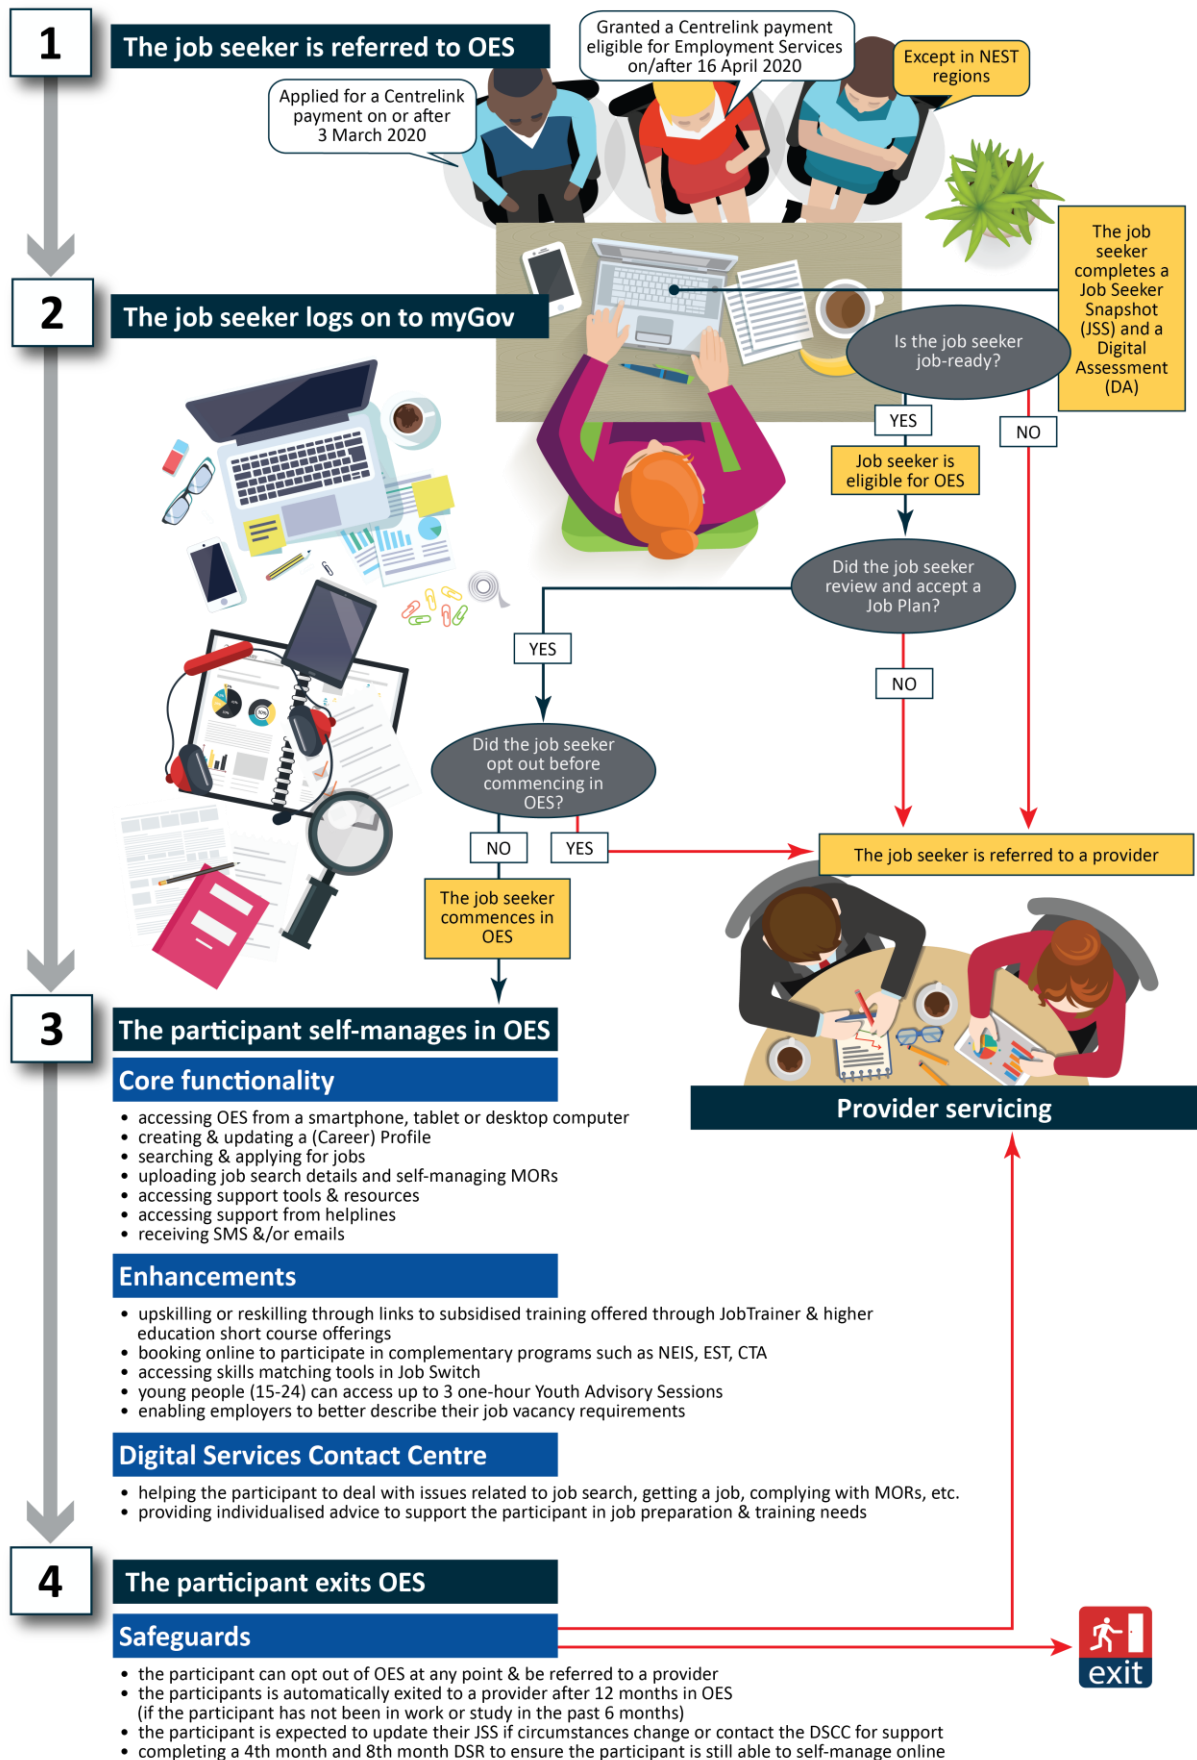 1
The job seeker is referred to OES
Applied for a Centrelink
payment on or after
3 March 2020
Granted a Centrelink payment
eligible for Employment Services
on/after 16 April 2020
Except in NEST
regions
2
The job seeker logs on to myGov
The job
seeker
completes a
Job Seeker
Snapshot
(JSS) and a
Digital
Assessment
(DA)
Is the job seeker
job-ready?
YES
NO
Job seeker is
eligible for OES
Did the job seeker
review and accept a
Job Plan?
YES
NO
Did the job seeker
opt out before
commencing in
OES?
NO
YES
The job seeker is referred to a provider
The job seeker
commences in
OES
3
The participant self-manages in OES
Provider servicing
Core functionality
• accessing OES from a smartphone, tablet or desktop computer
• creating & updating a (Career) Profile
• searching & applying for jobs
• uploading job search details and self-managing MORs
• accessing support tools & resources
• accessing support from helplines
• receiving SMS &/or emails
Enhancements
• upskilling or reskilling through links to subsidised training offered through JobTrainer & higher
education short course offerings
• booking online to participate in complementary programs such as NEIS, EST, CTA
• accessing skills matching tools in Job Switch
• young people (15-24) can access up to 3 one-hour Youth Advisory Sessions
• enabling employers to better describe their job vacancy requirements
Digital Services Contact Centre
• helping the participant to deal with issues related to job search, getting a job, complying with MORs, etc.
• providing individualised advice to support the participant in job preparation & training needs
4
The participant exits OES
Safeguards
exit
• the participant can opt out of OES at any point & be referred to a provider
• the participants is automatically exited to a provider after 12 months in OES
(if the participant has not been in work or study in the past 6 months)
• the participant is expected to update their JSS if circumstances change or contact the DSCC for support
• completing a 4th month and 8th month DSR to ensure the participant is still able to self-manage online